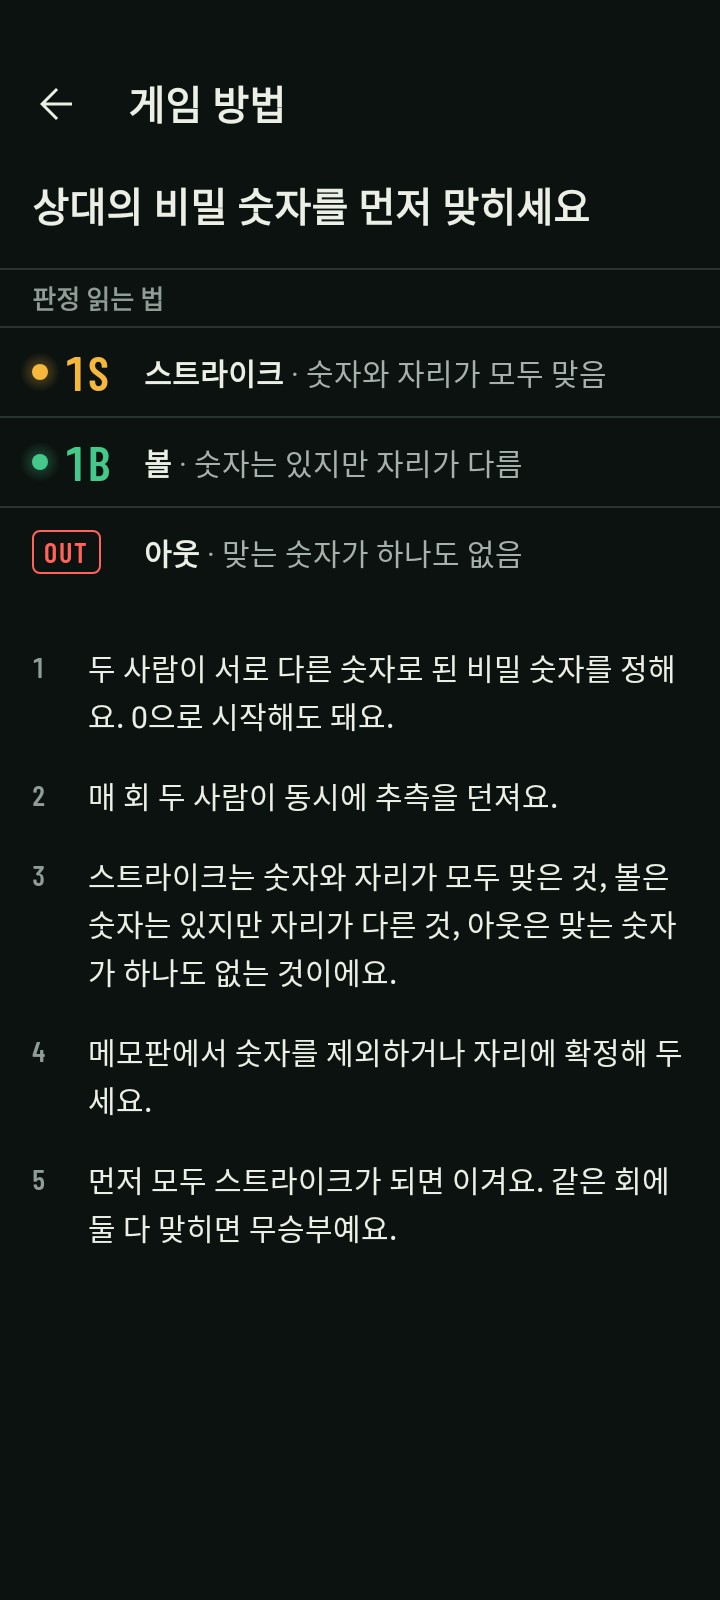 게임 방법
상대의 비밀 숫자를 먼저 맞히세요
판정 읽는 법
1S 스트라이크 · 숫자와 자리가 모두 맞음
1B 볼 · 숫자는 있지만 자리가 다름
OUT 아웃 · 맞는 숫자가 하나도 없음
1 두 사람이 서로 다른 숫자로 된 비밀 숫자를 정해
요. 0으로 시작해도 돼요.
2 매 회 두 사람이 동시에 추측을 던져요.
3 스트라이크는 숫자와 자리가 모두 맞은 것, 볼은
숫자는 있지만 자리가 다른 것, 아웃은 맞는 숫자
가 하나도 없는 것이에요.
4 메모판에서 숫자를 제외하거나 자리에 확정해 두
세요.
5 먼저 모두 스트라이크가 되면 이겨요. 같은 회에
둘 다 맞히면 무승부예요.